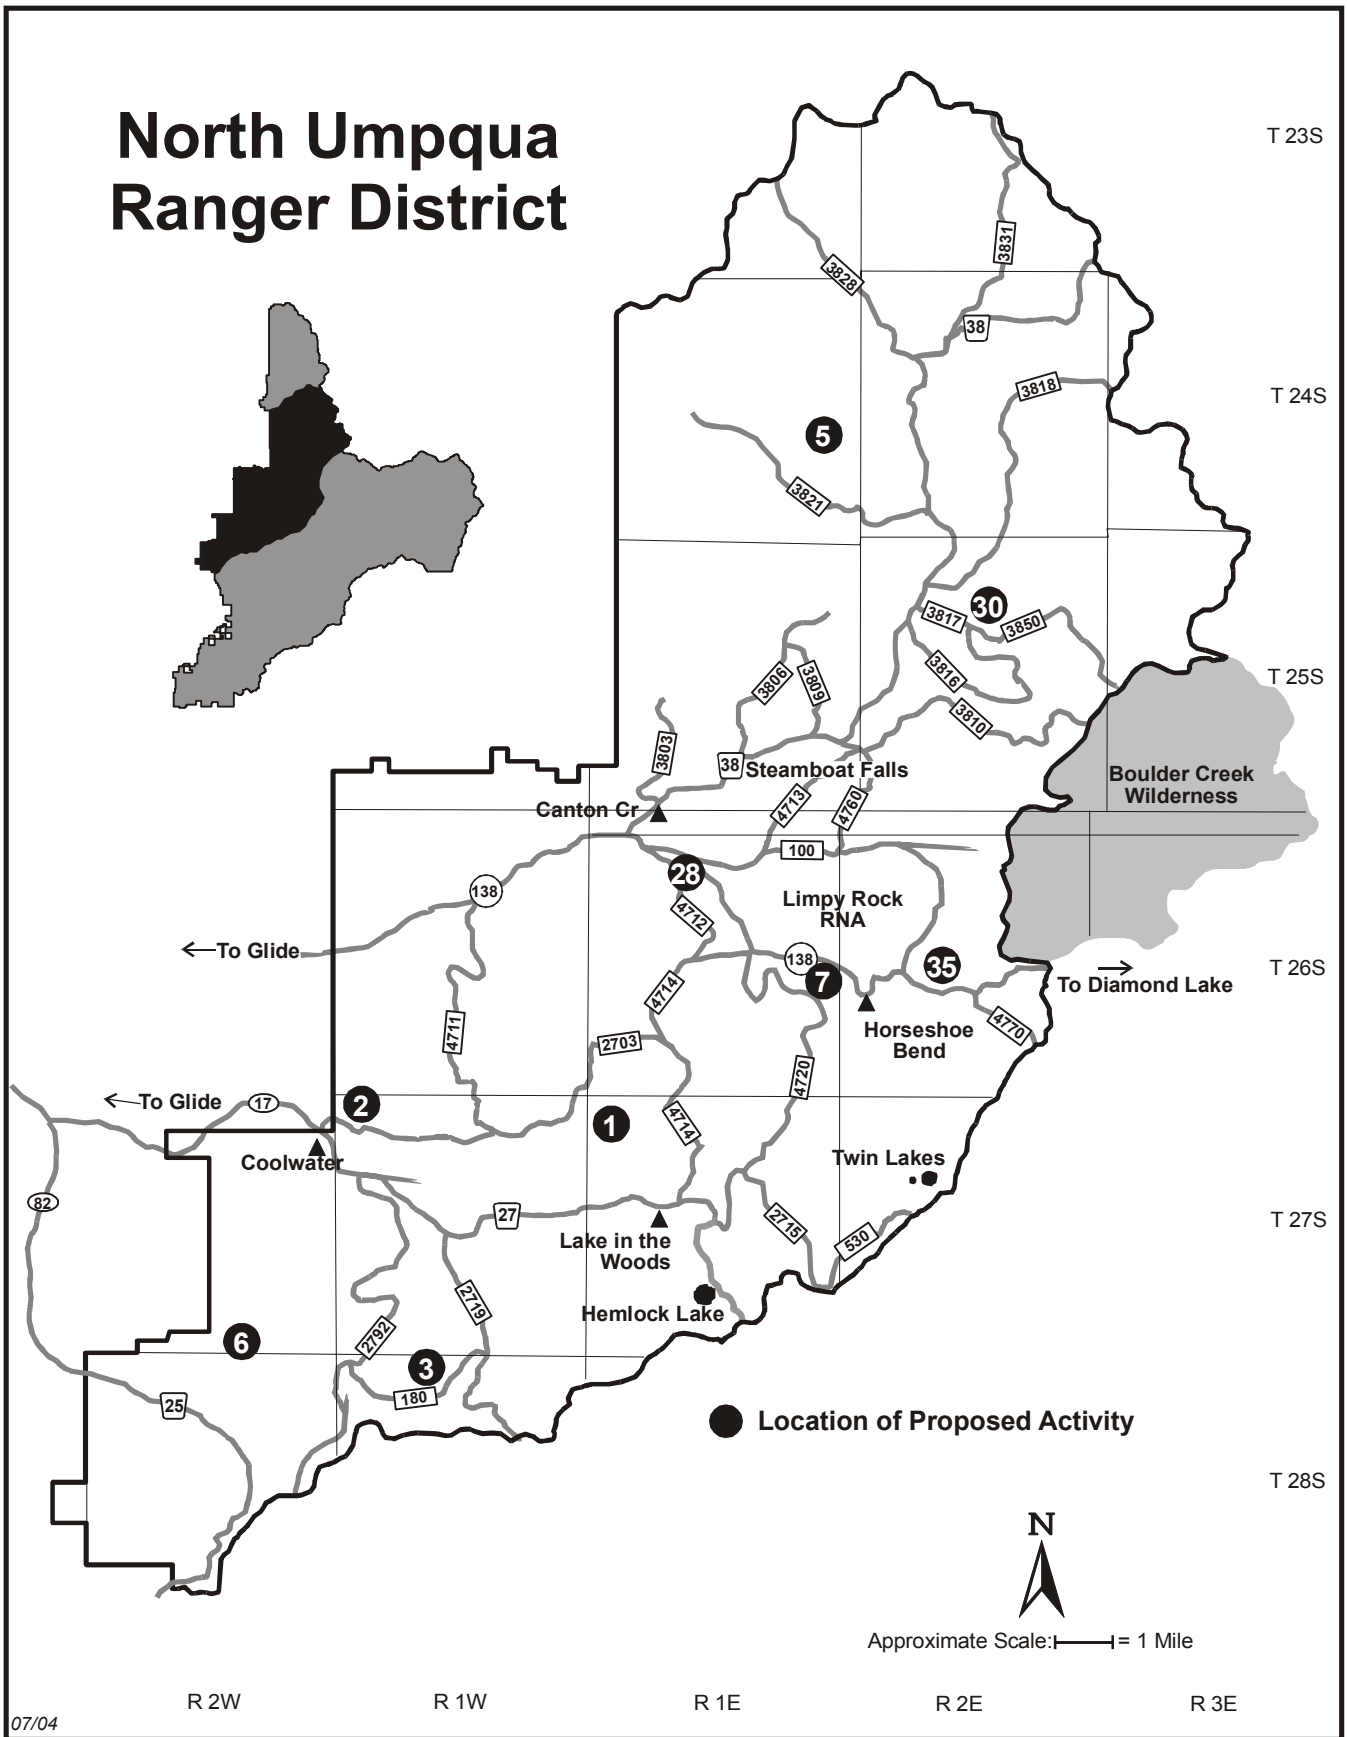 North Umpqua
Ranger District
T 23S
3831
3828
38
3818
T 24S
5
3821
30
3817
3850
3816
T 25S
3806
3809
3810
3803
38
Steamboat Falls
Boulder Creek
Wilderness
Canton Cr
4713
4760
100
28
138
Limpy Rock
RNA
4712
To Glide
138
35
T 26S
7
To Diamond Lake
4714
Horseshoe
Bend
4770
4711
2703
4720
To Glide
17
2
1
4714
Coolwater
Twin Lakes
82
27
2715
530
T 27S
Lake in the
Woods
2719
Hemlock Lake
6
2792
3
180
25
Location of Proposed Activity
T 28S
N
Approximate Scale: = 1 Mile
R 2W
R 1W
R 1E
R 2E
R 3E
07/04